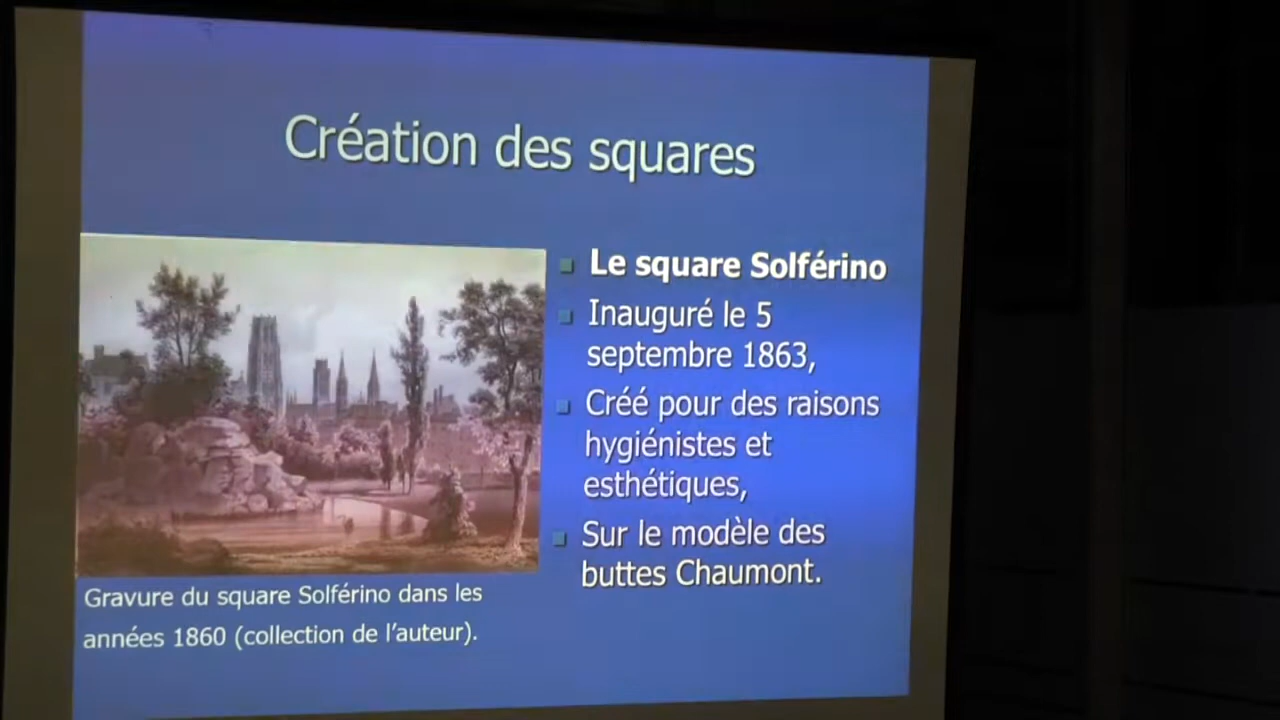 Création des squares
Le square Solférino
Inauguré le 5
septembre 1863,
Créé pour des raisons
hygiénistes et
esthétiques,
Sur le modèle des
buttes Chaumont.
Gravure du square Solférino dans les
années 1860 (collection de l'auteur).